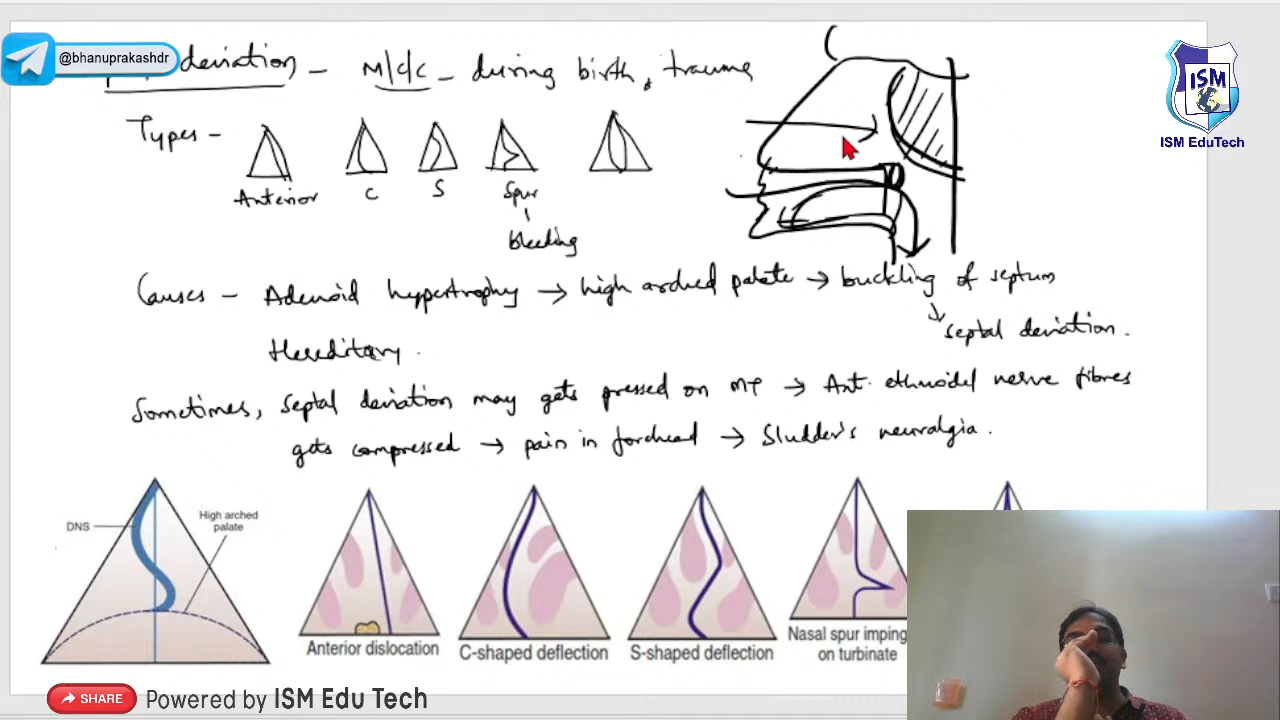 @bhanuprakashdr
deviation - M/C/C - during birth, trauma
ISM
ISM EduTech
Types -
Anterior C S Spur
bleeding
Causes - Adenoid hypertrophy → high arched palate → buckling of septum
septal deviation.
Hereditary.
Sometimes, septal deviation may gets pressed on MT → Ant. ethmoidel nerve fibres
gets compressed → pain in forehead → Sludder's neuralgia.
DNS
High arched
palate
Anterior dislocation
C-shaped deflection
S-shaped deflection
Nasal spur imping
on turbinate
SHARE Powered by ISM Edu Tech